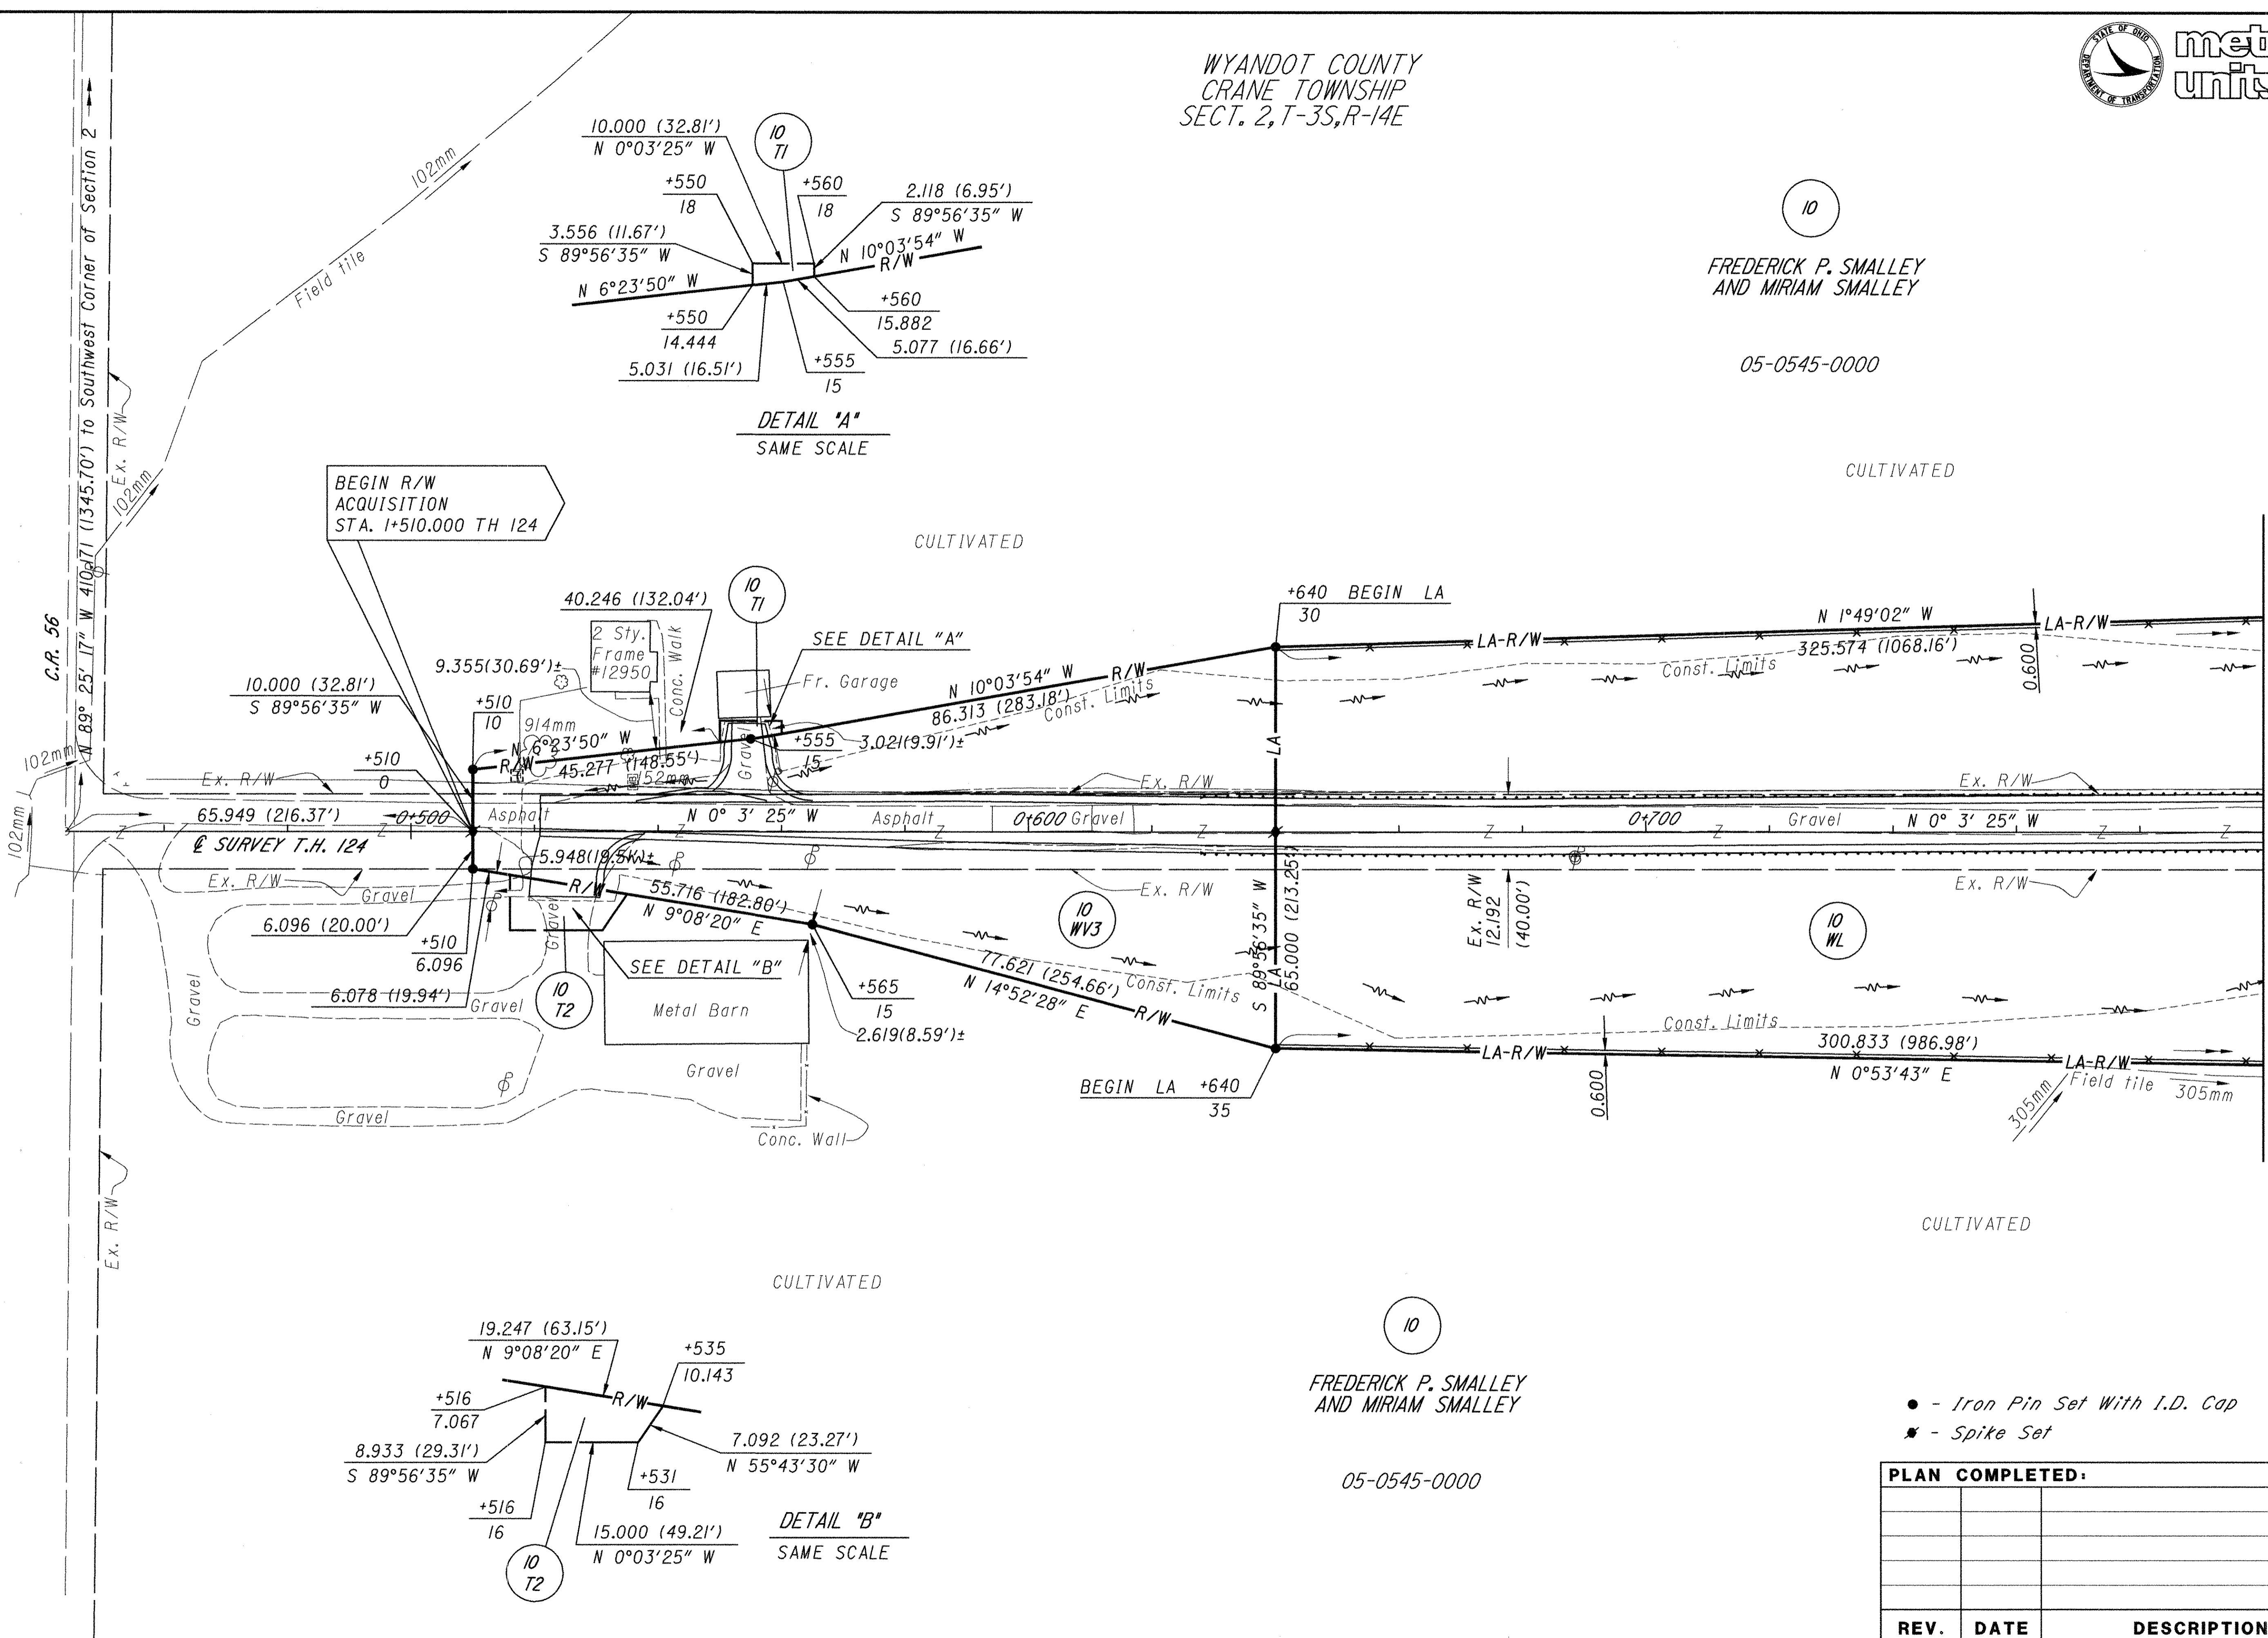 WYANDOT COUNTY
CRANE TOWNSHIP
SECT. 2, T-3S, R-14E
STATE OF OHIO
DEPARTMENT OF TRANSPORTATION
10
FREDERICK P. SMALLEY
AND MIRIAM SMALLEY
05-0545-0000
CULTIVATED
10.000 (32.81')
N 0°03'25" W
10
T1
+550
18
+560
18
2.118 (6.95')
S 89°56'35" W
3.556 (11.67')
S 89°56'35" W
N 10°03'54" W
R/W
N 6°23'50" W
+550
14.444
+560
15.882
5.077 (16.66')
5.031 (16.51')
+555
15
DETAIL "A"
SAME SCALE
102mm
Field tile
102mm
Ex. R/W
N 89° 25' 17" W 410.171 (1345.70') to Southwest Corner of Section 2
C.R. 56
BEGIN R/W
ACQUISITION
STA. 1+510.000 TH 124
CULTIVATED
40.246 (132.04')
10
T1
2 Sty.
Frame
#12950
Conc. Walk
SEE DETAIL "A"
9.355(30.69')±
Fr. Garage
10.000 (32.81')
S 89°56'35" W
+510
10
914mm
N 6°23'50" W
R/W
45.277 (148.55')
152mm
Gravel
+555
15
3.021(9.91')±
N 10°03'54" W
R/W
86.313 (283.18')
Const. Limits
+640 BEGIN LA
30
N 1°49'02" W
LA-R/W
LA-R/W
325.574 (1068.16')
Const. Limits
0.600
LA
102mm
102mm
+510
0
Ex. R/W
Ex. R/W
Ex. R/W
65.949 (216.37')
0+500
Asphalt
N 0° 3' 25" W
Asphalt
0+600
Gravel
0+700
Gravel
N 0° 3' 25" W
℄ SURVEY T.H. 124
Ex. R/W
Gravel
R/W
55.716 (182.80')
N 9°08'20" E
Ex. R/W
Ex. R/W
6.096 (20.00')
+510
6.096
6.078 (19.94')
Gravel
Gravel
Gravel
10
T2
SEE DETAIL "B"
Metal Barn
+565
15
2.619(8.59')±
10
WV3
77.621 (254.66')
N 14°52'28" E
R/W
Const. Limits
S 89°56'35" W
LA
65.000 (213.25')
Ex. R/W
12.192
(40.00')
10
WL
Const. Limits
LA-R/W
300.833 (986.98')
LA-R/W
N 0°53'43" E
0.600
305mm
Field tile
305mm
BEGIN LA +640
35
Gravel
Gravel
Conc. Wall
Ex. R/W
CULTIVATED
CULTIVATED
19.247 (63.15')
N 9°08'20" E
+535
10.143
R/W
+516
7.067
8.933 (29.31')
S 89°56'35" W
7.092 (23.27')
N 55°43'30" W
+531
16
+516
16
15.000 (49.21')
N 0°03'25" W
10
T2
DETAIL "B"
SAME SCALE
10
FREDERICK P. SMALLEY
AND MIRIAM SMALLEY
05-0545-0000
- Iron Pin Set With I.D. Cap
- Spike Set
PLAN COMPLETED:
REV. DATE DESCRIPTION